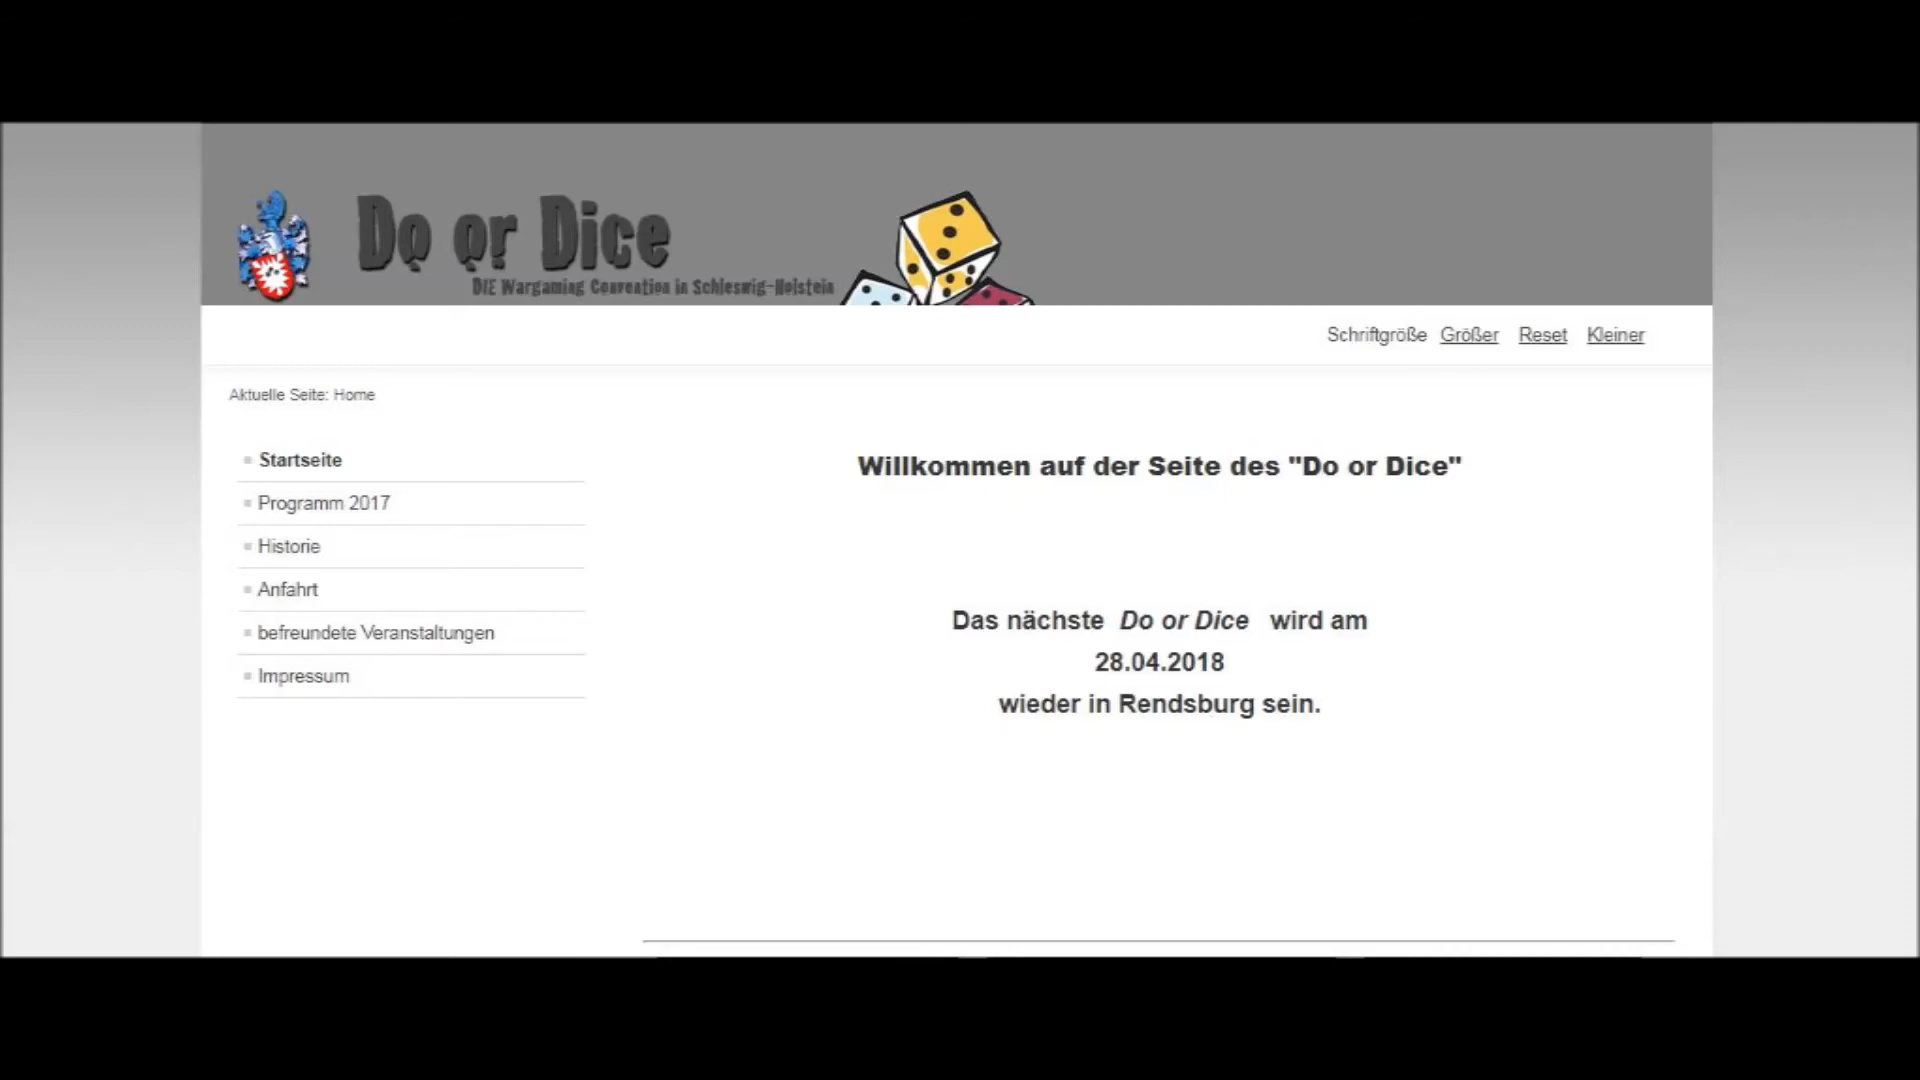 Do or Dice
DIE Wargaming Convention in Schleswig-Holstein
Schriftgröße Größer Reset Kleiner
Aktuelle Seite: Home
Startseite
Programm 2017
Historie
Anfahrt
befreundete Veranstaltungen
Impressum
Willkommen auf der Seite des "Do or Dice"
Das nächste Do or Dice wird am
28.04.2018
wieder in Rendsburg sein.